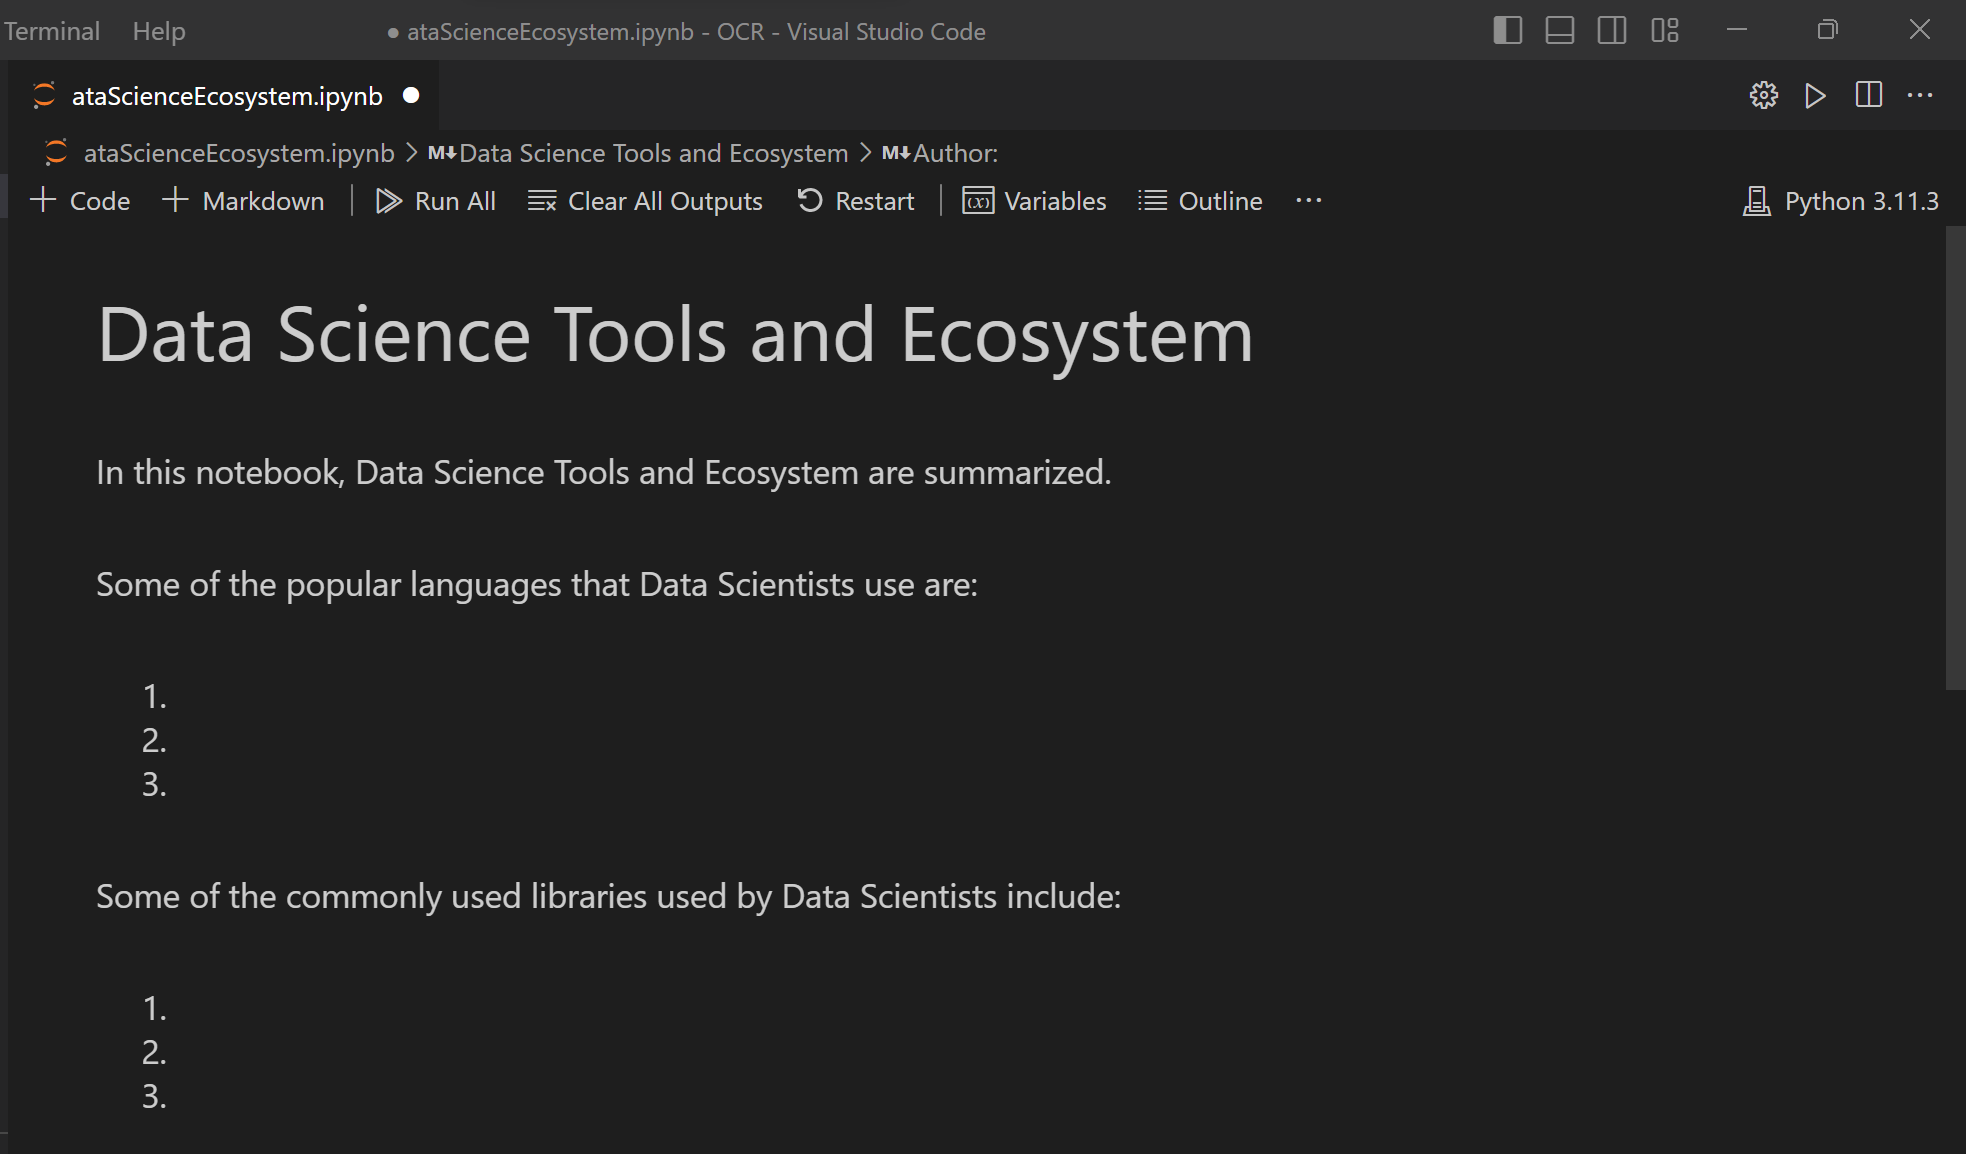 Terminal Help ● ataScienceEcosystem.ipynb - OCR - Visual Studio Code
ataScienceEcosystem.ipynb ●
ataScienceEcosystem.ipynb > M↓Data Science Tools and Ecosystem > M↓Author:
+ Code + Markdown | Run All Clear All Outputs Restart | (x) Variables Outline ··· Python 3.11.3
Data Science Tools and Ecosystem
In this notebook, Data Science Tools and Ecosystem are summarized.
Some of the popular languages that Data Scientists use are:
1.
2.
3.
Some of the commonly used libraries used by Data Scientists include:
1.
2.
3.